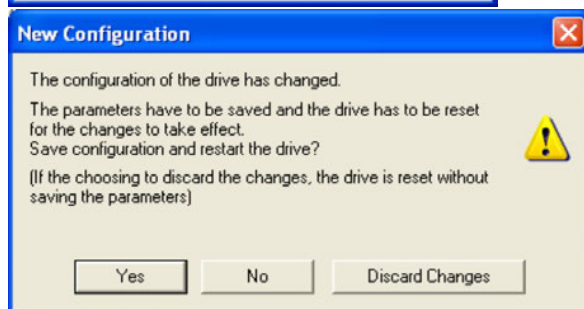 New Configuration
The configuration of the drive has changed.
The parameters have to be saved and the drive has to be reset
for the changes to take effect.
Save configuration and restart the drive?
(If the choosing to discard the changes, the drive is reset without
saving the parameters)
Yes No Discard Changes